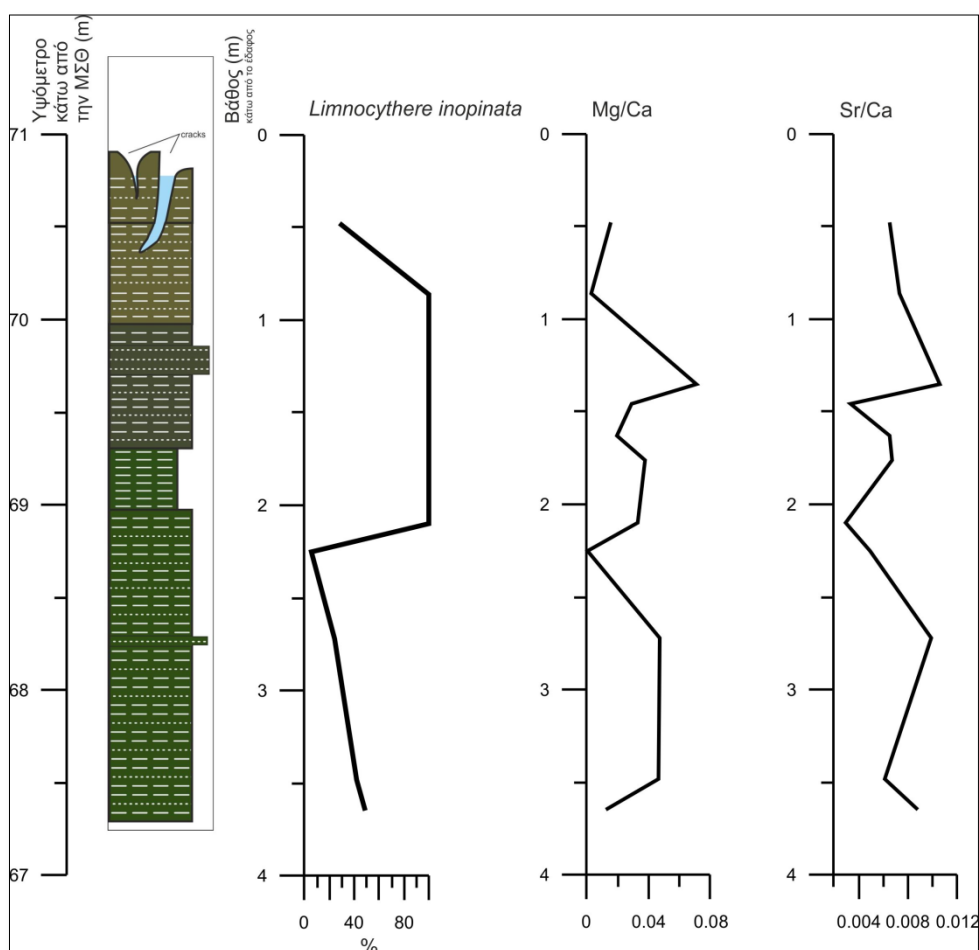 Υψόμετρο
κάτω από
την ΜΣΘ (m)
Βάθος (m)
κάτω από το έδαφος
Limnocythere inopinata
Mg/Ca
Sr/Ca
cracks
71
70
69
68
67
0
1
2
3
4
40 80
%
0
1
2
3
4
0 0.04 0.08
0
1
2
3
4
0.004 0.008 0.012